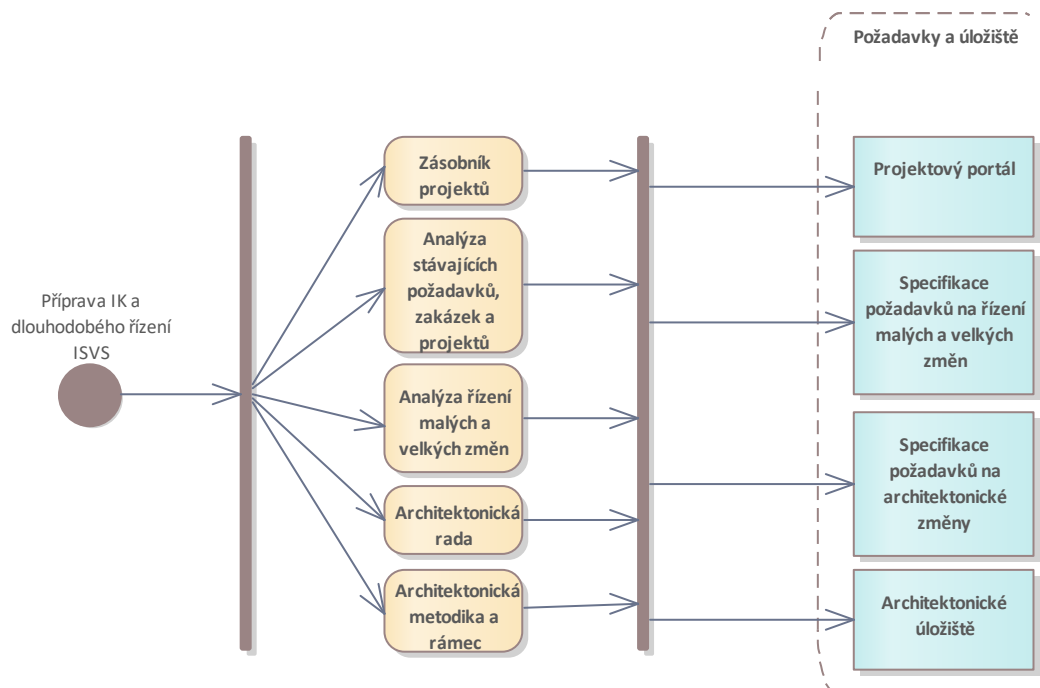 Požadavky a úložiště
Příprava IK a
dlouhodobého řízení
ISVS
Zásobník
projektů
Analýza
stávajících
požadavků,
zakázek a
projektů
Analýza řízení
malých a
velkých změn
Architektonická
rada
Architektonická
metodika a
rámec
Projektový portál
Specifikace
požadavků na řízení
malých a velkých
změn
Specifikace
požadavků na
architektonické
změny
Architektonické
úložiště